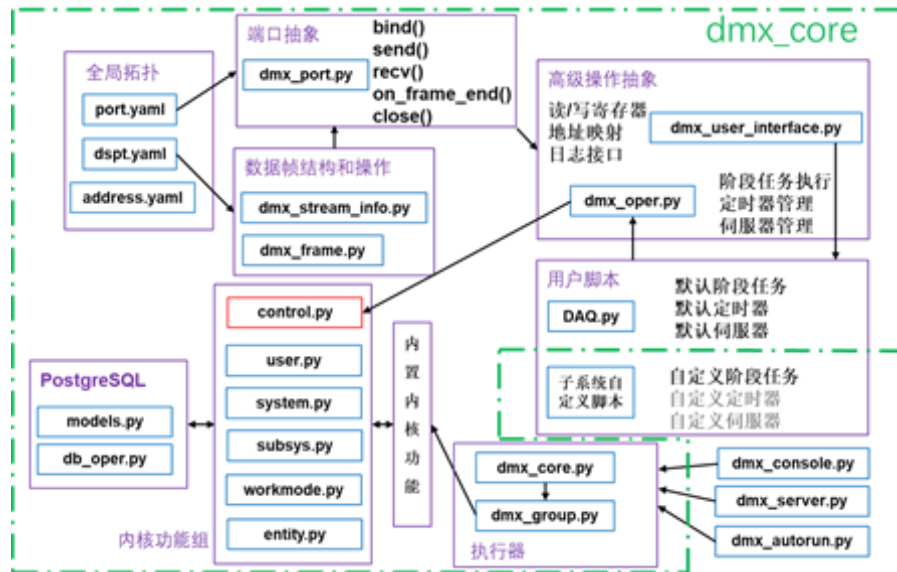 dmx_core
全局拓扑
port.yaml
dspt.yaml
address.yaml
端口抽象
dmx_port.py
bind()
send()
recv()
on_frame_end()
close()
数据帧结构和操作
dmx_stream_info.py
dmx_frame.py
高级操作抽象
读/写寄存器
地址映射
日志接口
dmx_user_interface.py
dmx_oper.py
阶段任务执行
定时器管理
伺服器管理
用户脚本
DAQ.py
默认阶段任务
默认定时器
默认伺服器
子系统自
定义脚本
自定义阶段任务
自定义定时器
自定义伺服器
PostgreSQL
models.py
db_oper.py
control.py
user.py
system.py
subsys.py
workmode.py
entity.py
内核功能组
内置内核功能
dmx_core.py
dmx_group.py
执行器
dmx_console.py
dmx_server.py
dmx_autorun.py